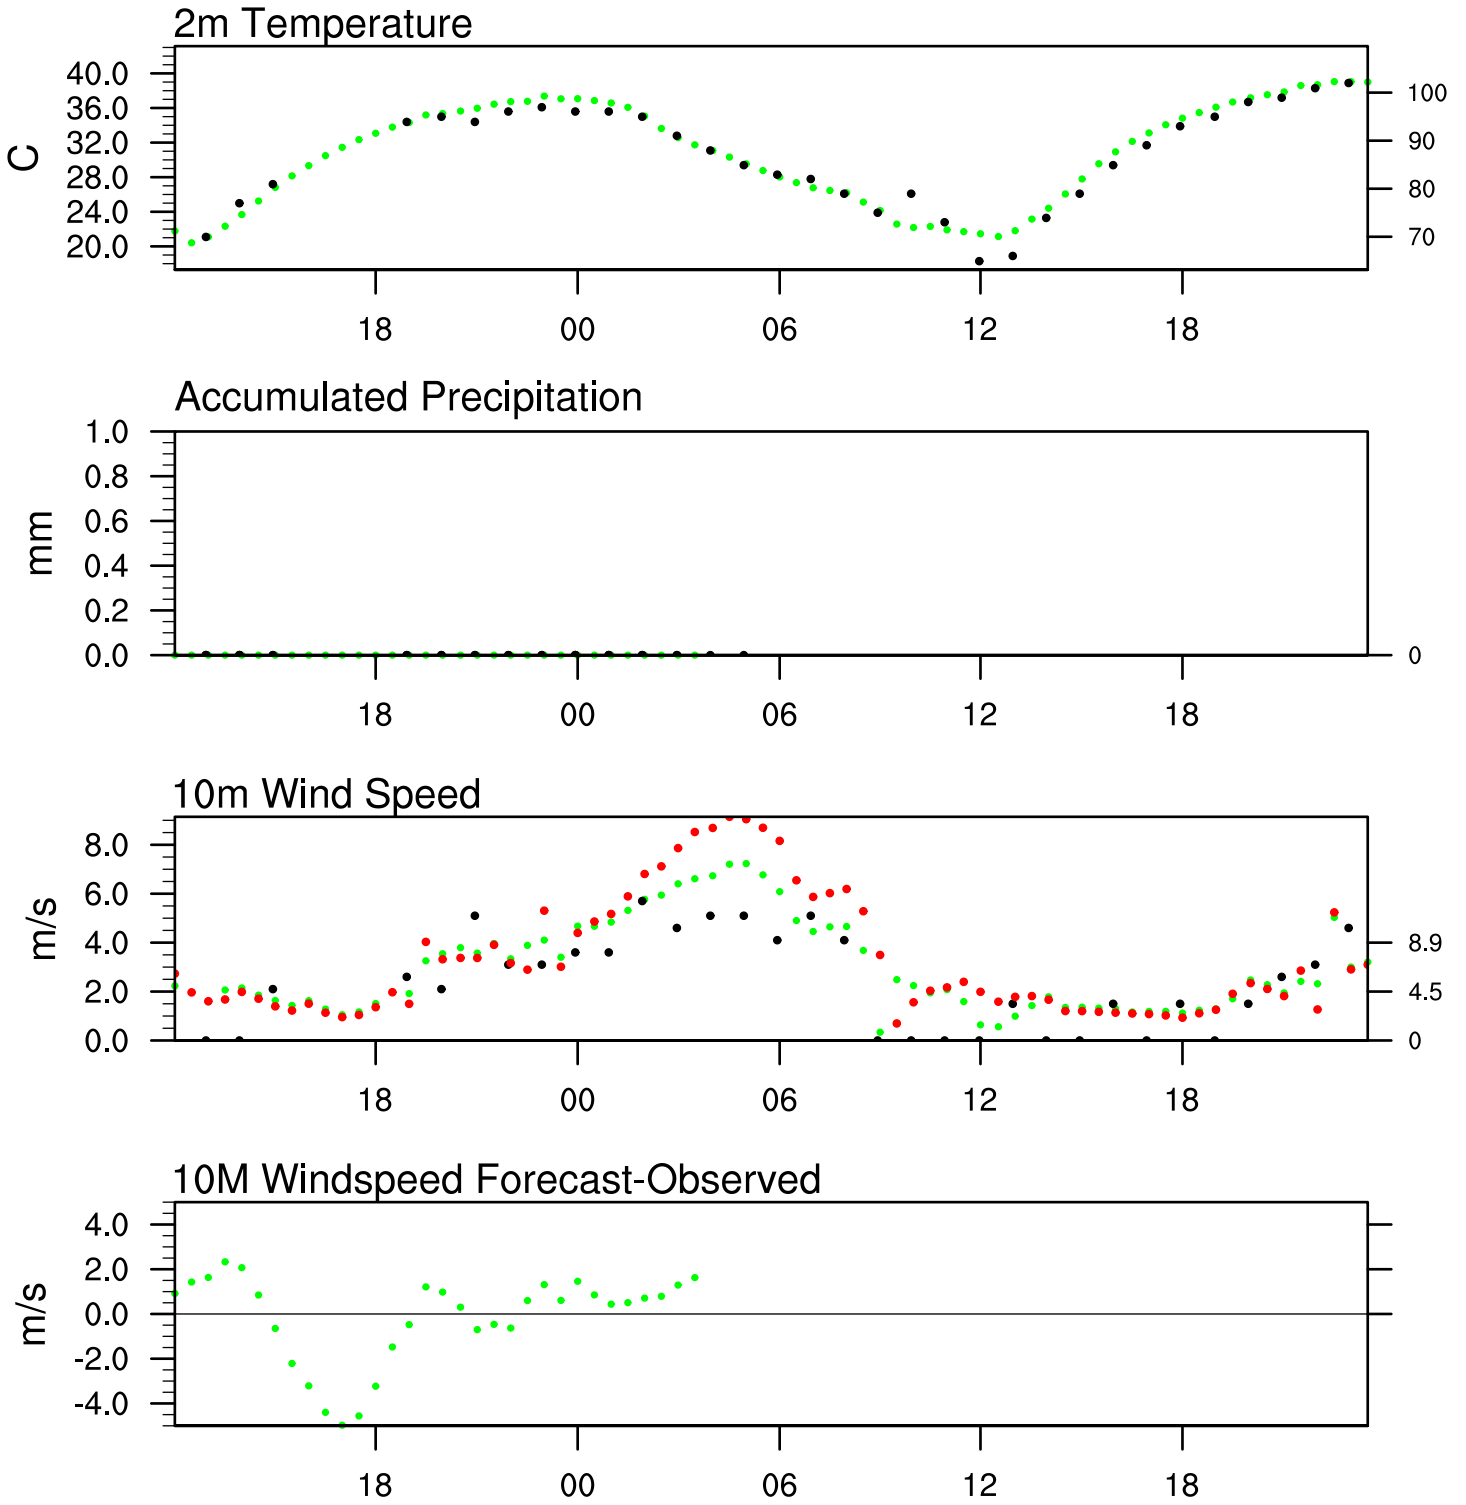 2m Temperature
C
40.0
36.0
32.0
28.0
24.0
20.0
100
90
80
70
18 00 06 12 18
Accumulated Precipitation
mm
1.0
0.8
0.6
0.4
0.2
0.0
0
18 00 06 12 18
10m Wind Speed
m/s
8.0
6.0
4.0
2.0
0.0
8.9
4.5
0
18 00 06 12 18
10M Windspeed Forecast-Observed
m/s
4.0
2.0
0.0
-2.0
-4.0
18 00 06 12 18